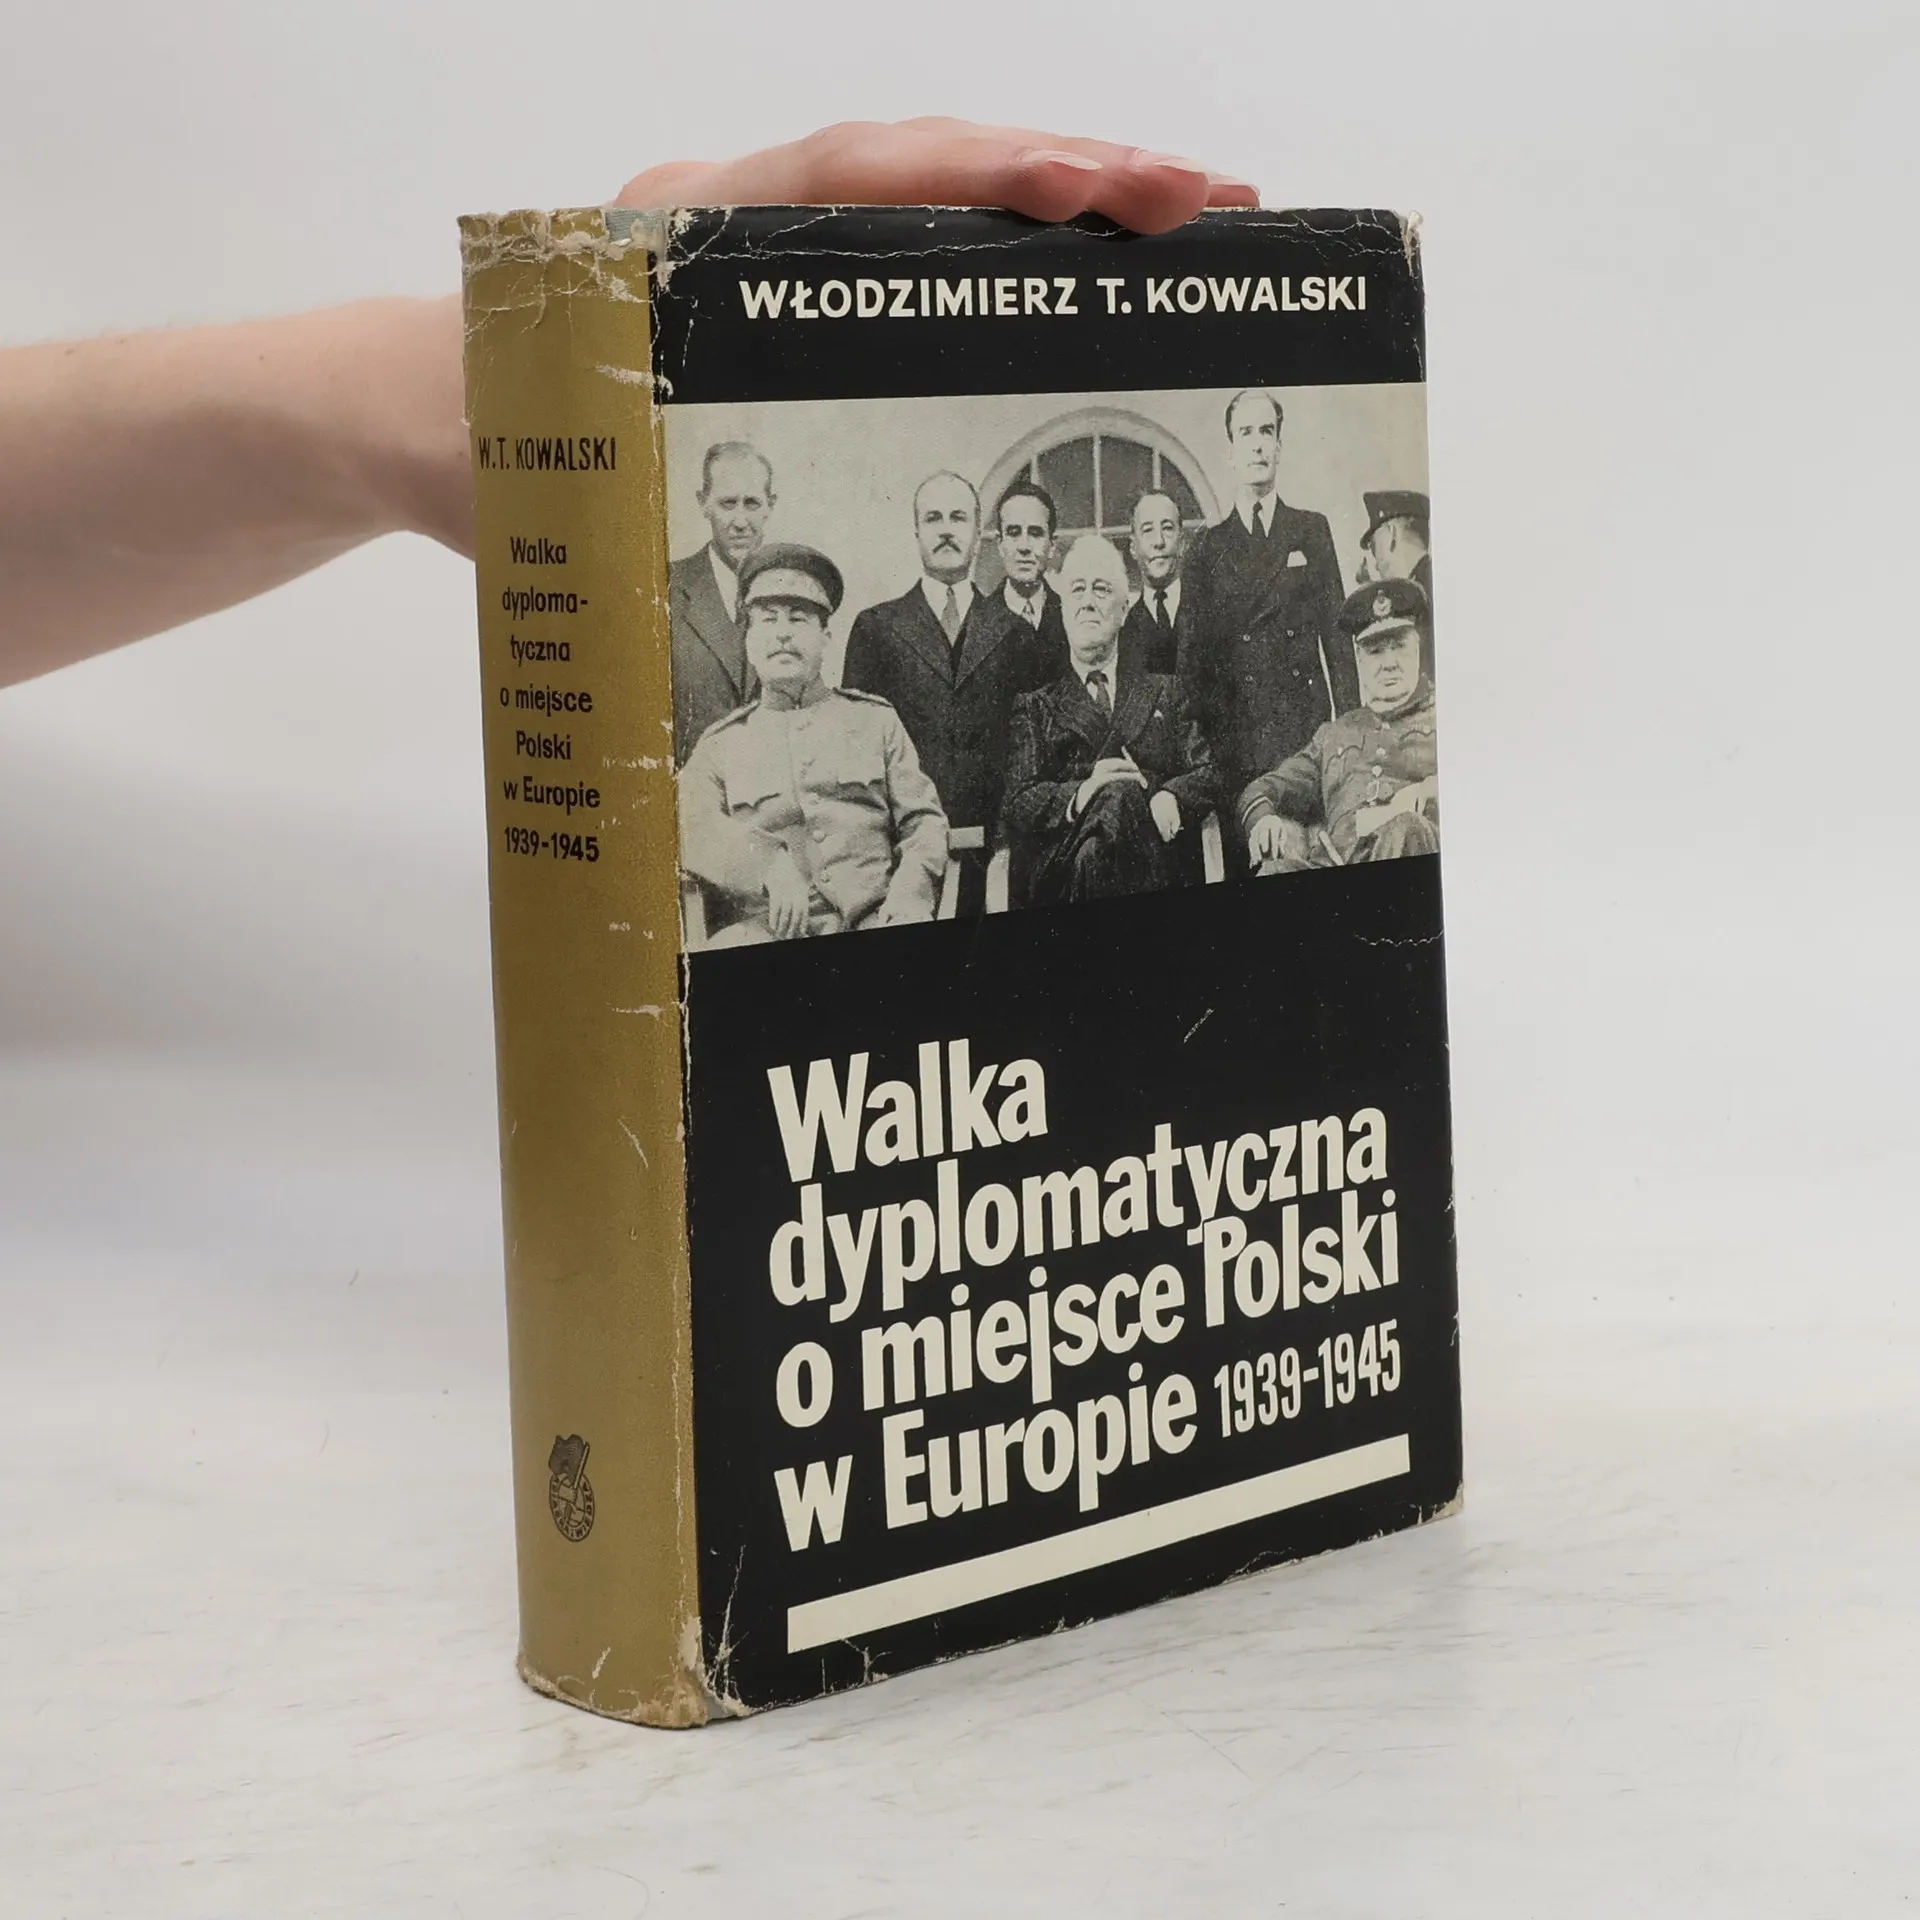 W.T. KOWALSKI
Walka
dyploma-
tyczna
o miejsce
Polski
w Europie
1939-1945
WŁODZIMIERZ T. KOWALSKI
Walka
dyplomatyczna
o miejsce Polski
w Europie 1939-1945